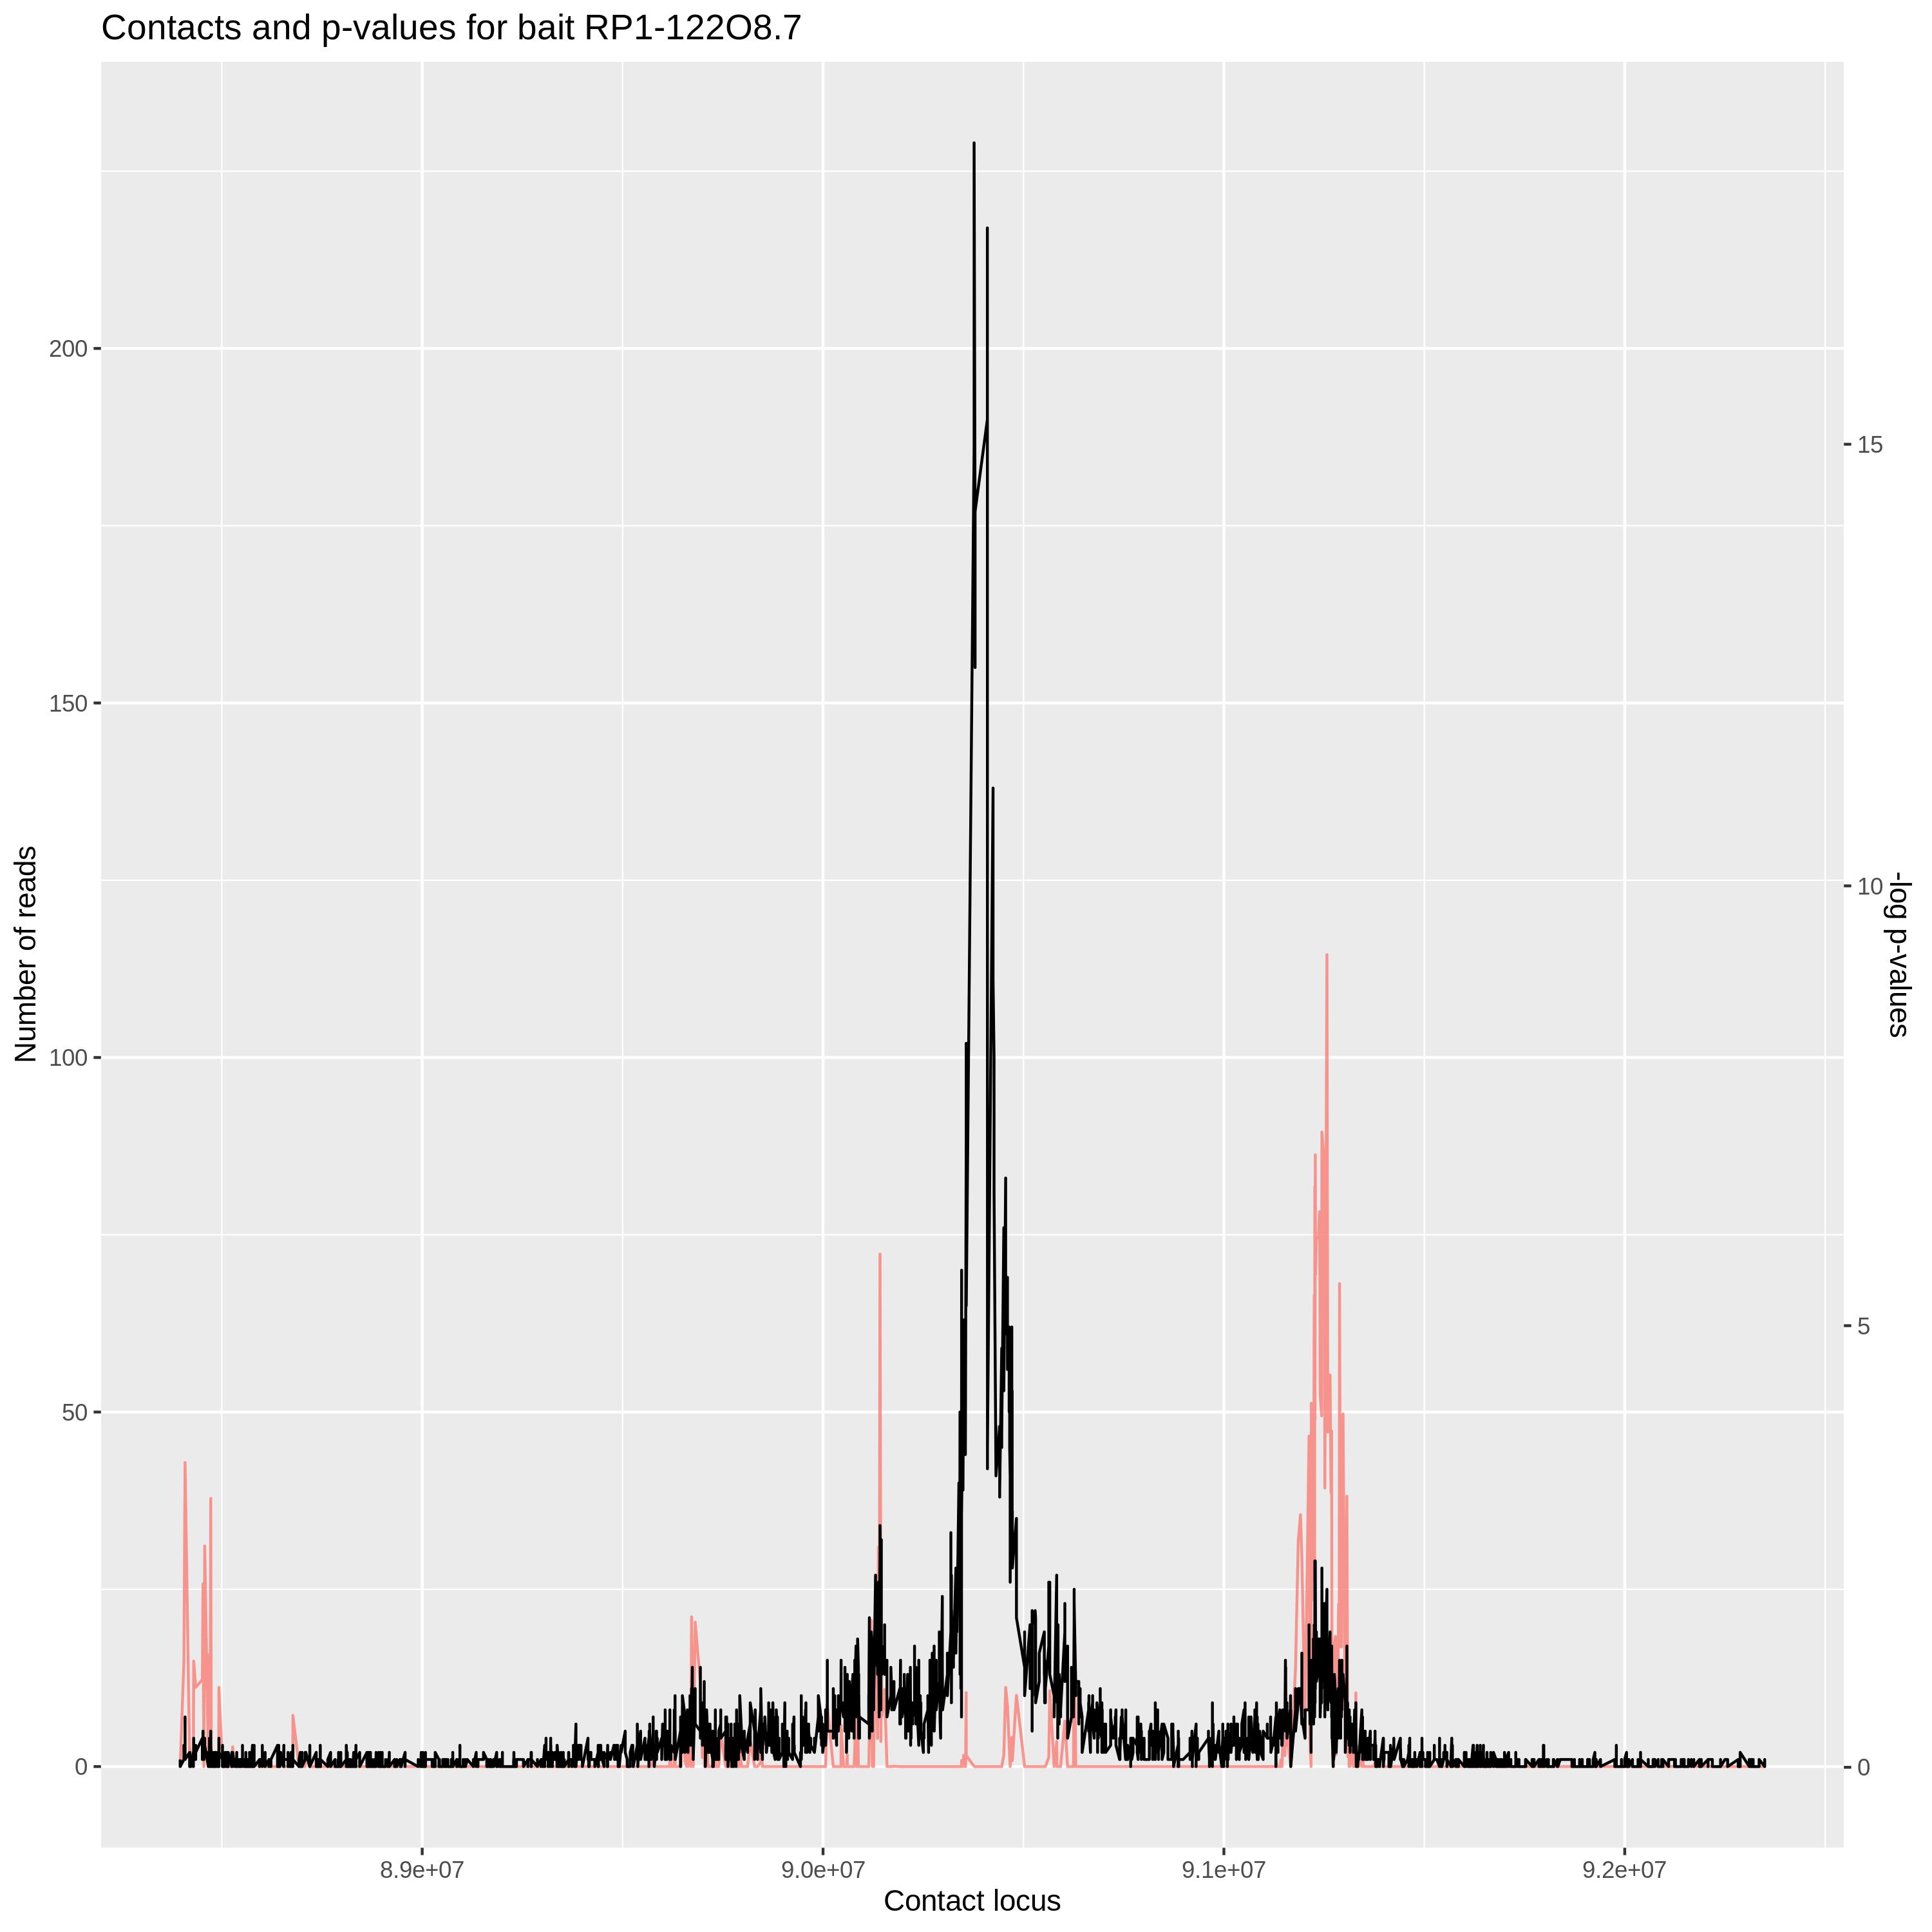 Contacts and p-values for bait RP1-122O8.7
Number of reads
200
150
100
50
0
15
10
5
0
-log p-values
8.9e+07
9.0e+07
9.1e+07
9.2e+07
Contact locus